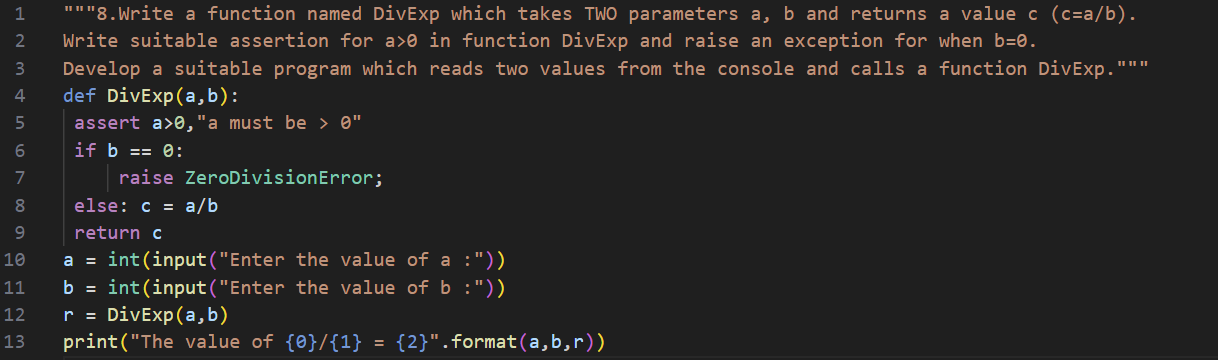 1 """8.Write a function named DivExp which takes TWO parameters a, b and returns a value c (c=a/b).
2 Write suitable assertion for a>0 in function DivExp and raise an exception for when b=0.
3 Develop a suitable program which reads two values from the console and calls a function DivExp."""
4 def DivExp(a,b):
5  assert a>0,"a must be > 0"
6  if b == 0:
7      raise ZeroDivisionError;
8  else: c = a/b
9  return c
10 a = int(input("Enter the value of a :"))
11 b = int(input("Enter the value of b :"))
12 r = DivExp(a,b)
13 print("The value of {0}/{1} = {2}".format(a,b,r))